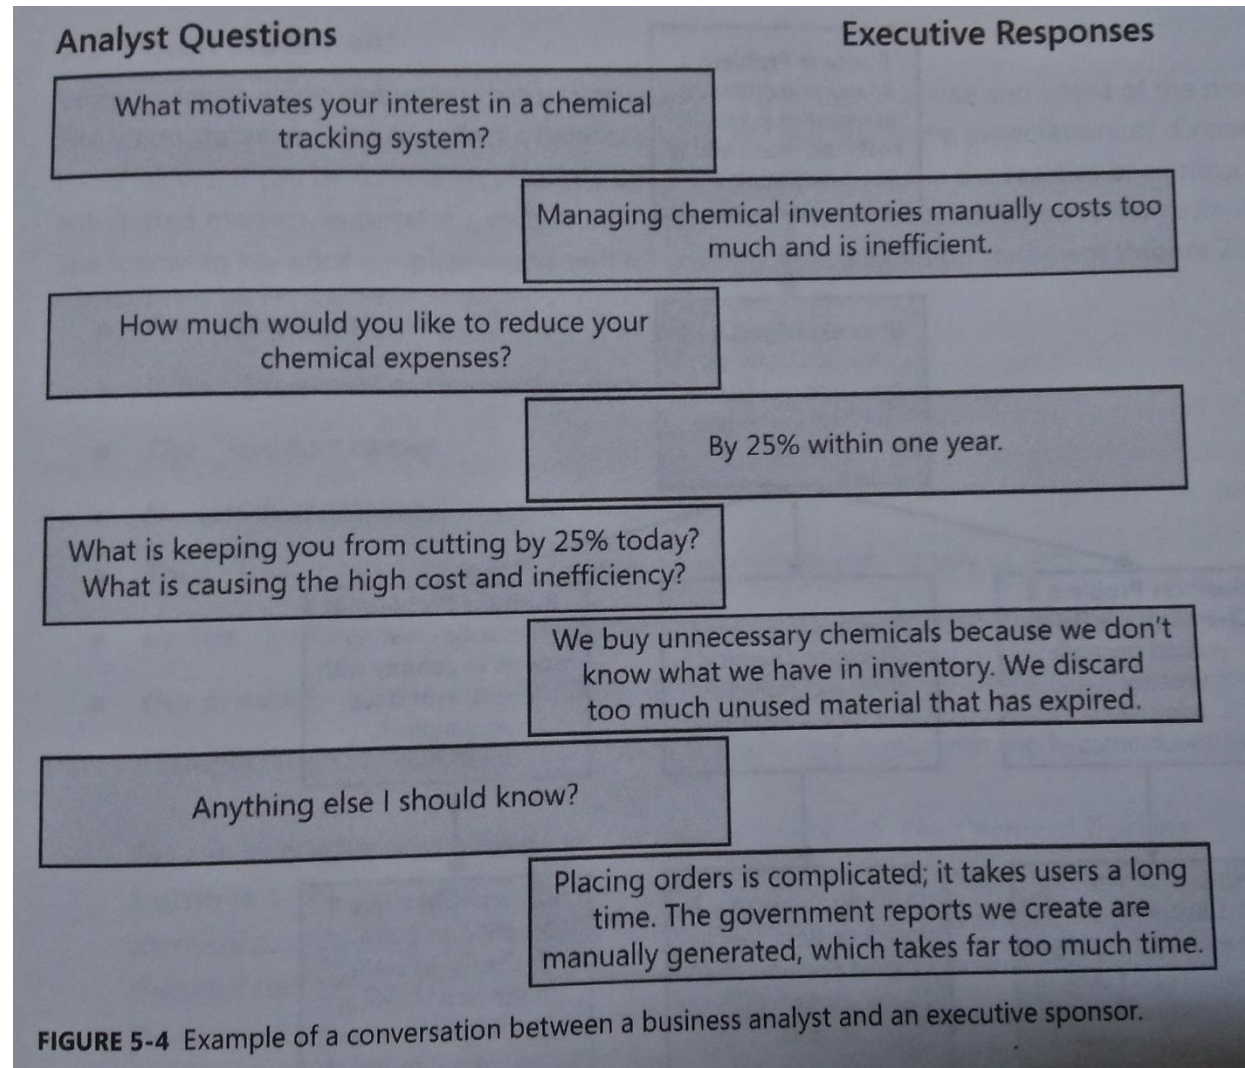 Analyst Questions
Executive Responses
What motivates your interest in a chemical
tracking system?
Managing chemical inventories manually costs too
much and is inefficient.
How much would you like to reduce your
chemical expenses?
By 25% within one year.
What is keeping you from cutting by 25% today?
What is causing the high cost and inefficiency?
We buy unnecessary chemicals because we don't
know what we have in inventory. We discard
too much unused material that has expired.
Anything else I should know?
Placing orders is complicated; it takes users a long
time. The government reports we create are
manually generated, which takes far too much time.
FIGURE 5-4 Example of a conversation between a business analyst and an executive sponsor.